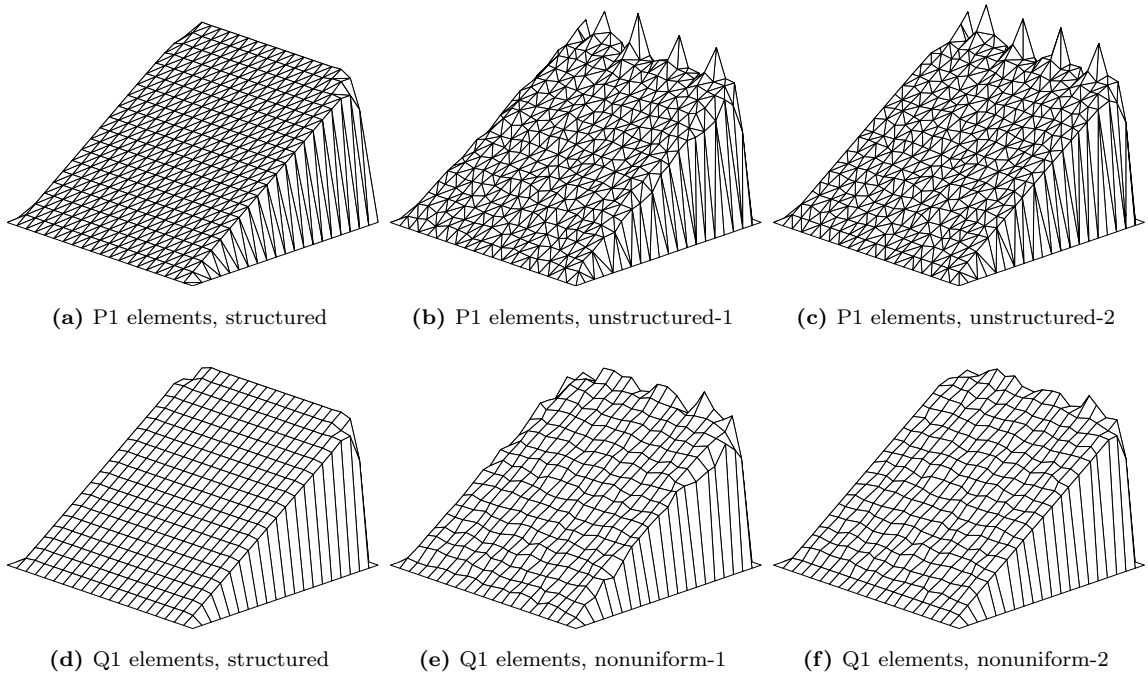 (a) P1 elements, structured
(b) P1 elements, unstructured-1
(c) P1 elements, unstructured-2
(d) Q1 elements, structured
(e) Q1 elements, nonuniform-1
(f) Q1 elements, nonuniform-2